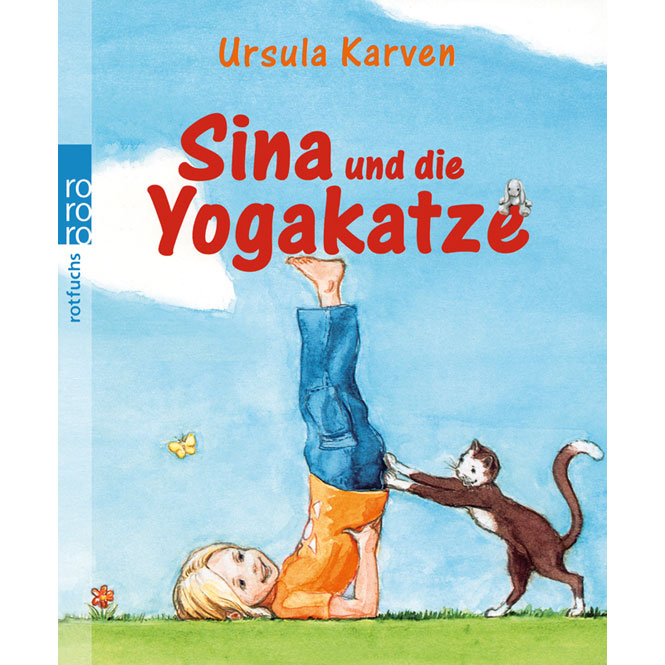 Ursula Karven
Sina und die
Yogakatze
ro
ro
ro
rotfuchs